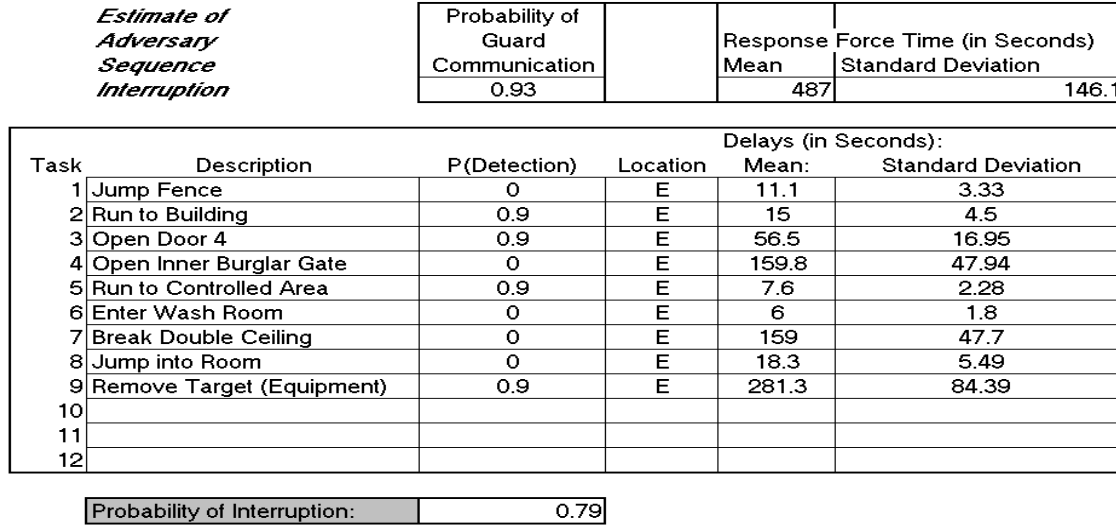 Estimate of Probability of
Adversary Guard Response Force Time (in Seconds)
Sequence Communication Mean Standard Deviation
Interruption 0.93 487 146.1
Delays (in Seconds):
Task Description P(Detection) Location Mean: Standard Deviation
1 Jump Fence 0 E 11.1 3.33
2 Run to Building 0.9 E 15 4.5
3 Open Door 4 0.9 E 56.5 16.95
4 Open Inner Burglar Gate 0 E 159.8 47.94
5 Run to Controlled Area 0.9 E 7.6 2.28
6 Enter Wash Room 0 E 6 1.8
7 Break Double Ceiling 0 E 159 47.7
8 Jump into Room 0 E 18.3 5.49
9 Remove Target (Equipment) 0.9 E 281.3 84.39
10
11
12
Probability of Interruption: 0.79